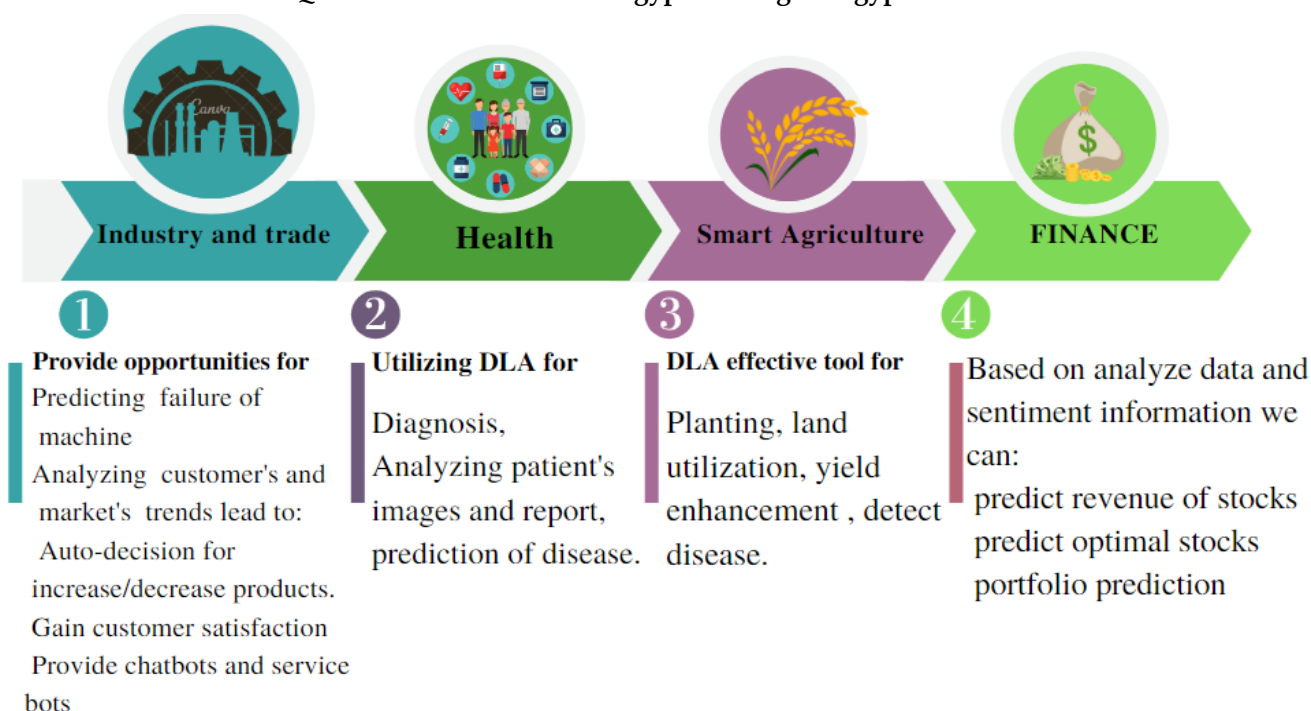 Canva
Industry and trade
Health
Smart Agriculture
FINANCE
$
1
Provide opportunities for
Predicting failure of
machine
Analyzing customer's and
market's trends lead to:
Auto-decision for
increase/decrease products.
Gain customer satisfaction
Provide chatbots and service
bots
2
Utilizing DLA for
Diagnosis,
Analyzing patient's
images and report,
prediction of disease.
3
DLA effective tool for
Planting, land
utilization, yield
enhancement , detect
disease.
4
Based on analyze data and
sentiment information we
can:
predict revenue of stocks
predict optimal stocks
portfolio prediction